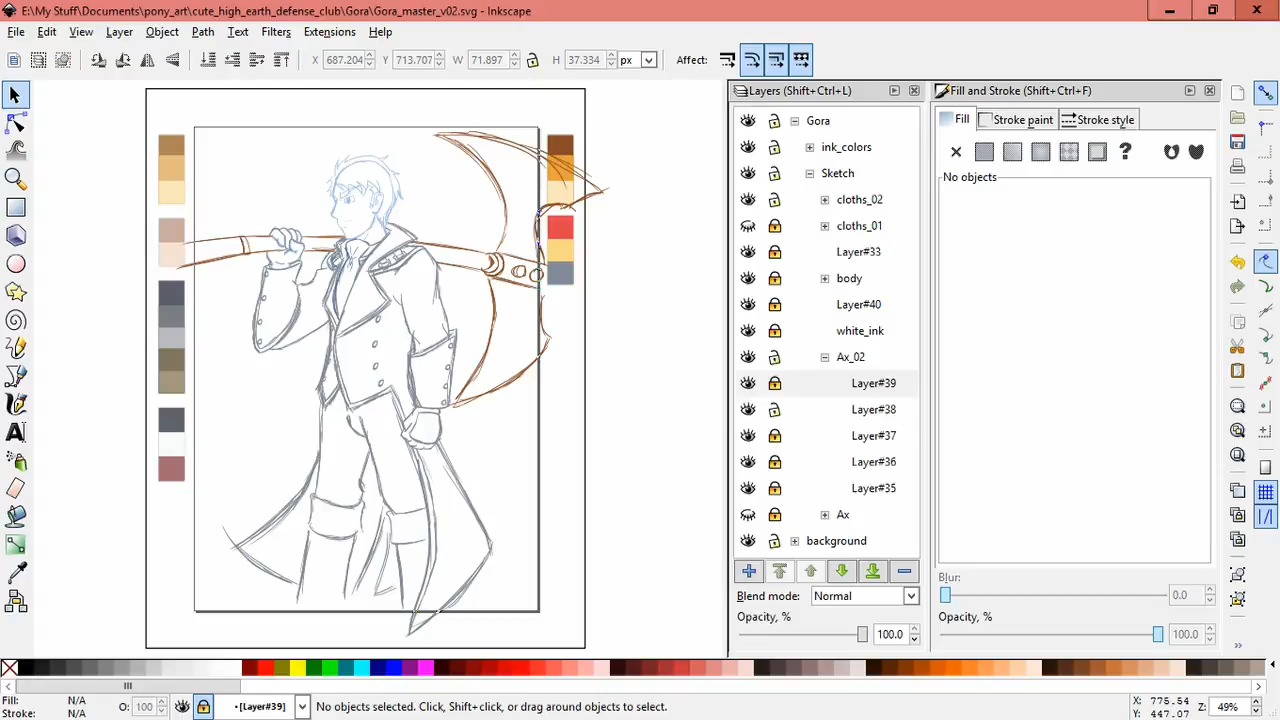 E:\My Stuff\Documents\pony_art\cute_high_earth_defense_club\Gora\Gora_master_v02.svg - Inkscape
File Edit View Layer Object Path Text Filters Extensions Help
X 687.204 Y 713.707 W 71.897 H 37.334 px Affect:
Layers (Shift+Ctrl+L) Fill and Stroke (Shift+Ctrl+F)
Gora Fill Stroke paint Stroke style
ink_colors
Sketch No objects
cloths_02
cloths_01
Layer#33
body
Layer#40
white_ink
Ax_02
Layer#39
Layer#38
Layer#37
Layer#36
Layer#35
Ax
background
Blur:
Blend mode: Normal 0.0
Opacity, % Opacity, %
100.0 100.0
Fill: N/A O: 100 •[Layer#39] No objects selected. Click, Shift+click, or drag around objects to select. X: 775.54 Z: 49%
Stroke: N/A Y: 447.07